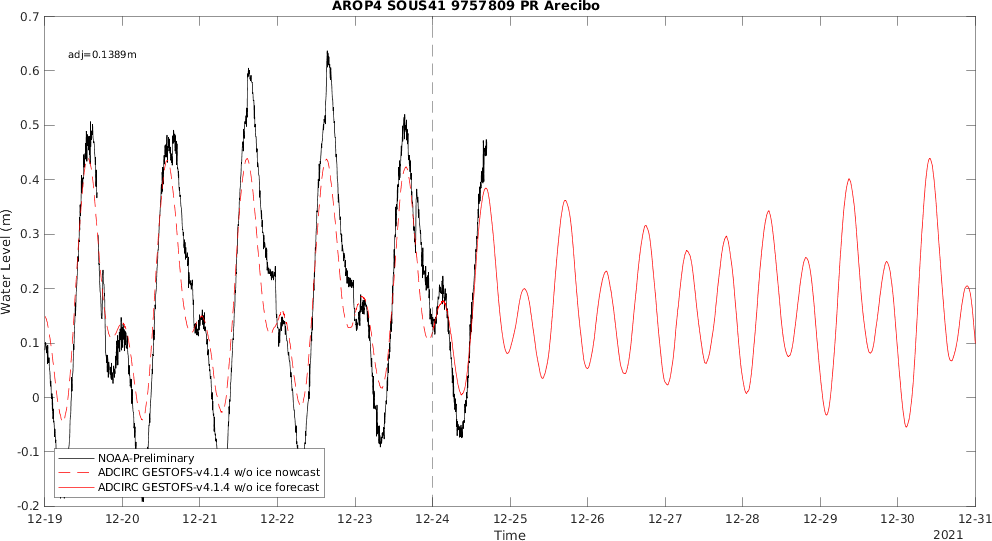 AROP4 SOUS41 9757809 PR Arecibo
adj=0.1389m
0.7
0.6
0.5
0.4
0.3
0.2
0.1
0
-0.1
-0.2
Water Level (m)
NOAA-Preliminary
ADCIRC GESTOFS-v4.1.4 w/o ice nowcast
ADCIRC GESTOFS-v4.1.4 w/o ice forecast
12-19 12-20 12-21 12-22 12-23 12-24 12-25 12-26 12-27 12-28 12-29 12-30 12-31
Time
2021